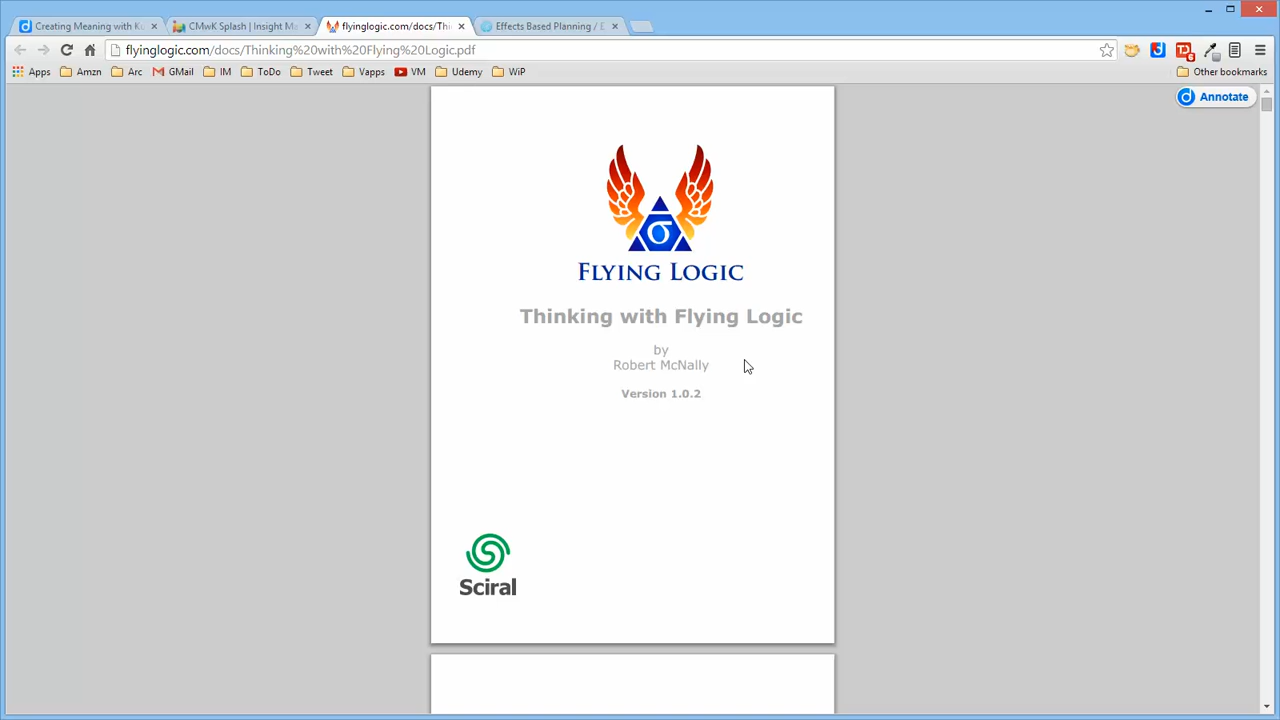 Creating Meaning with K
CMwK Splash | Insight M
flyinglogic.com/docs/Thi
Effects Based Planning / E
flyinglogic.com/docs/Thinking%20with%20Flying%20Logic.pdf
Apps
Amzn
Arc
GMail
IM
ToDo
Tweet
Vapps
VM
Udemy
WiP
Other bookmarks
Annotate
σ
FLYING LOGIC
Thinking with Flying Logic
by
Robert McNally
Version 1.0.2
Sciral